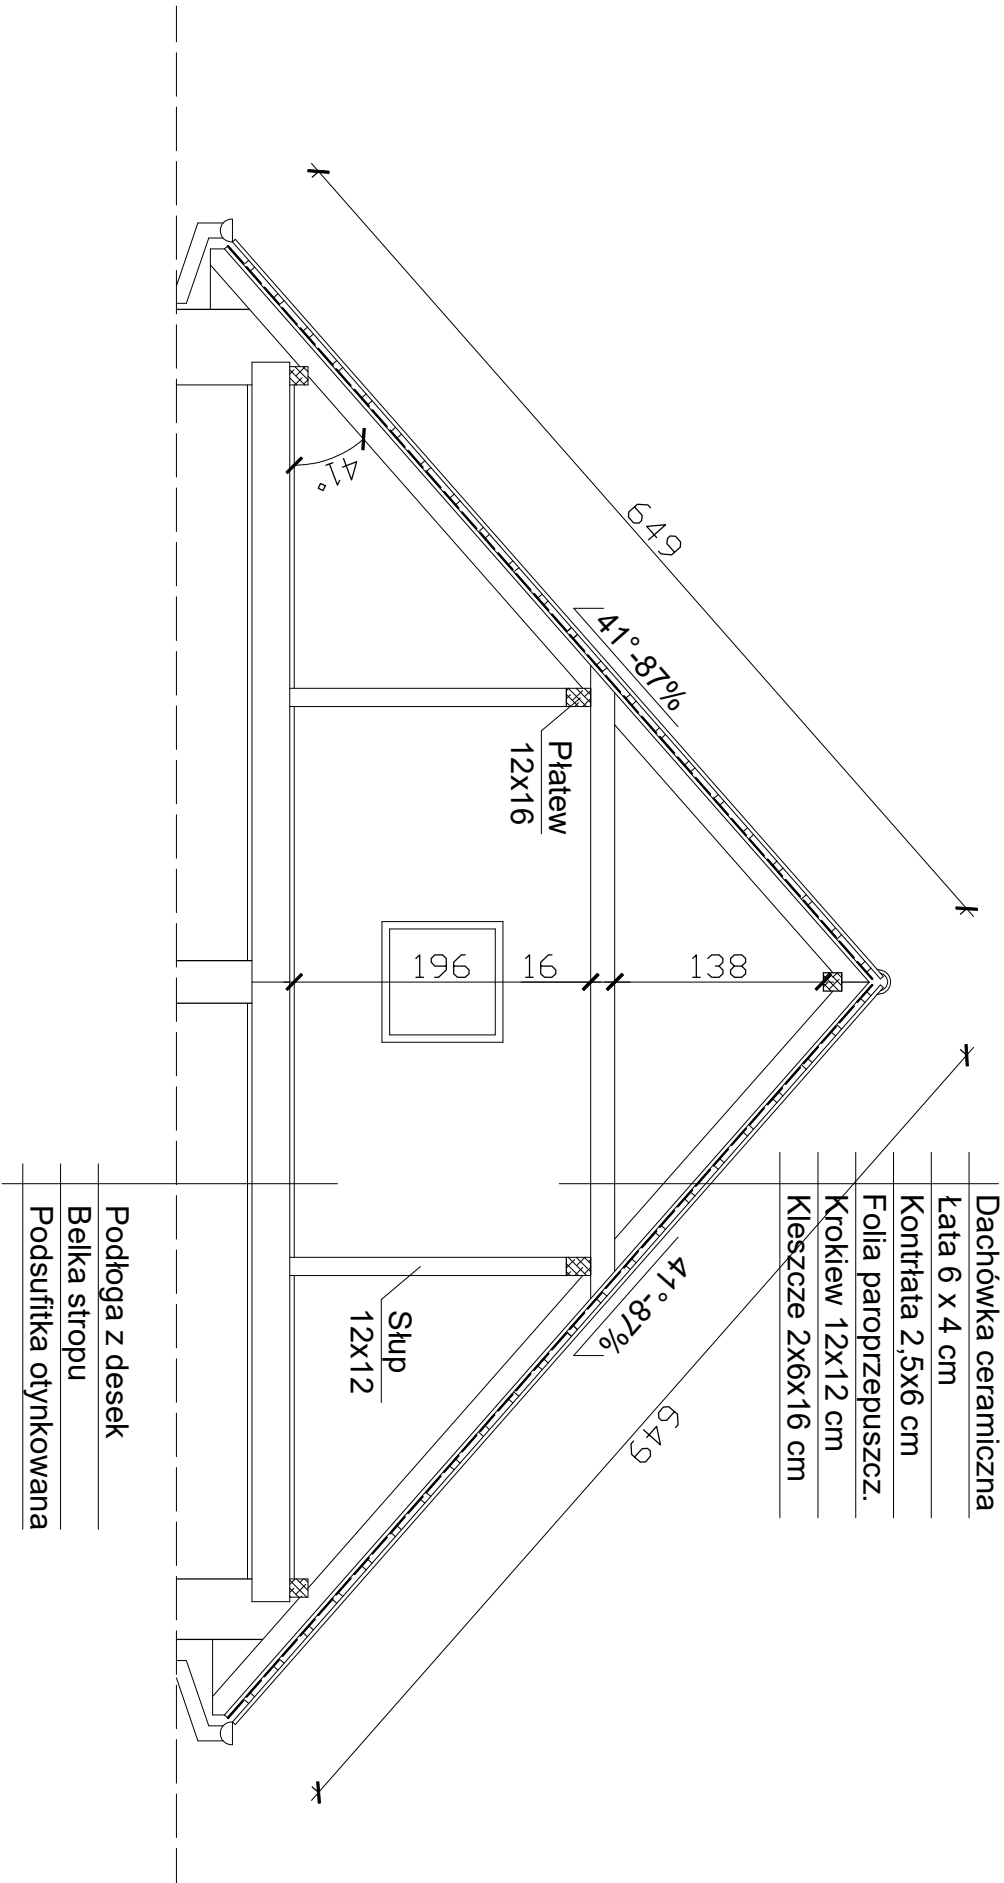 Dachówka ceramiczna
Łata 6 x 4 cm
Kontrłata 2,5x6 cm
Folia paroprzepuszcz.
Krokiew 12x12 cm
Kleszcze 2x6x16 cm
649
649
41°-87%
41°-87%
138
16
196
Płatew
12x16
Słup
12x12
41°
Podłoga z desek
Belka stropu
Podsufitka otynkowana